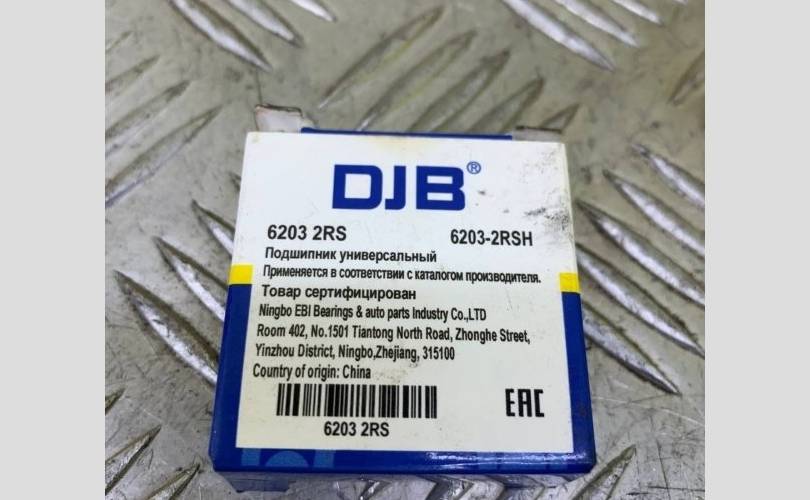 DJB®
6203 2RS 6203-2RSH
Подшипник универсальный
Применяется в соответствии с каталогом производителя.
Товар сертифицирован
Ningbo EBI Bearings & auto parts Industry Co.,LTD
Room 402, No.1501 Tiantong North Road, Zhonghe Street,
Yinzhou District, Ningbo,Zhejiang, 315100
Country of origin: China
EAC
6203 2RS